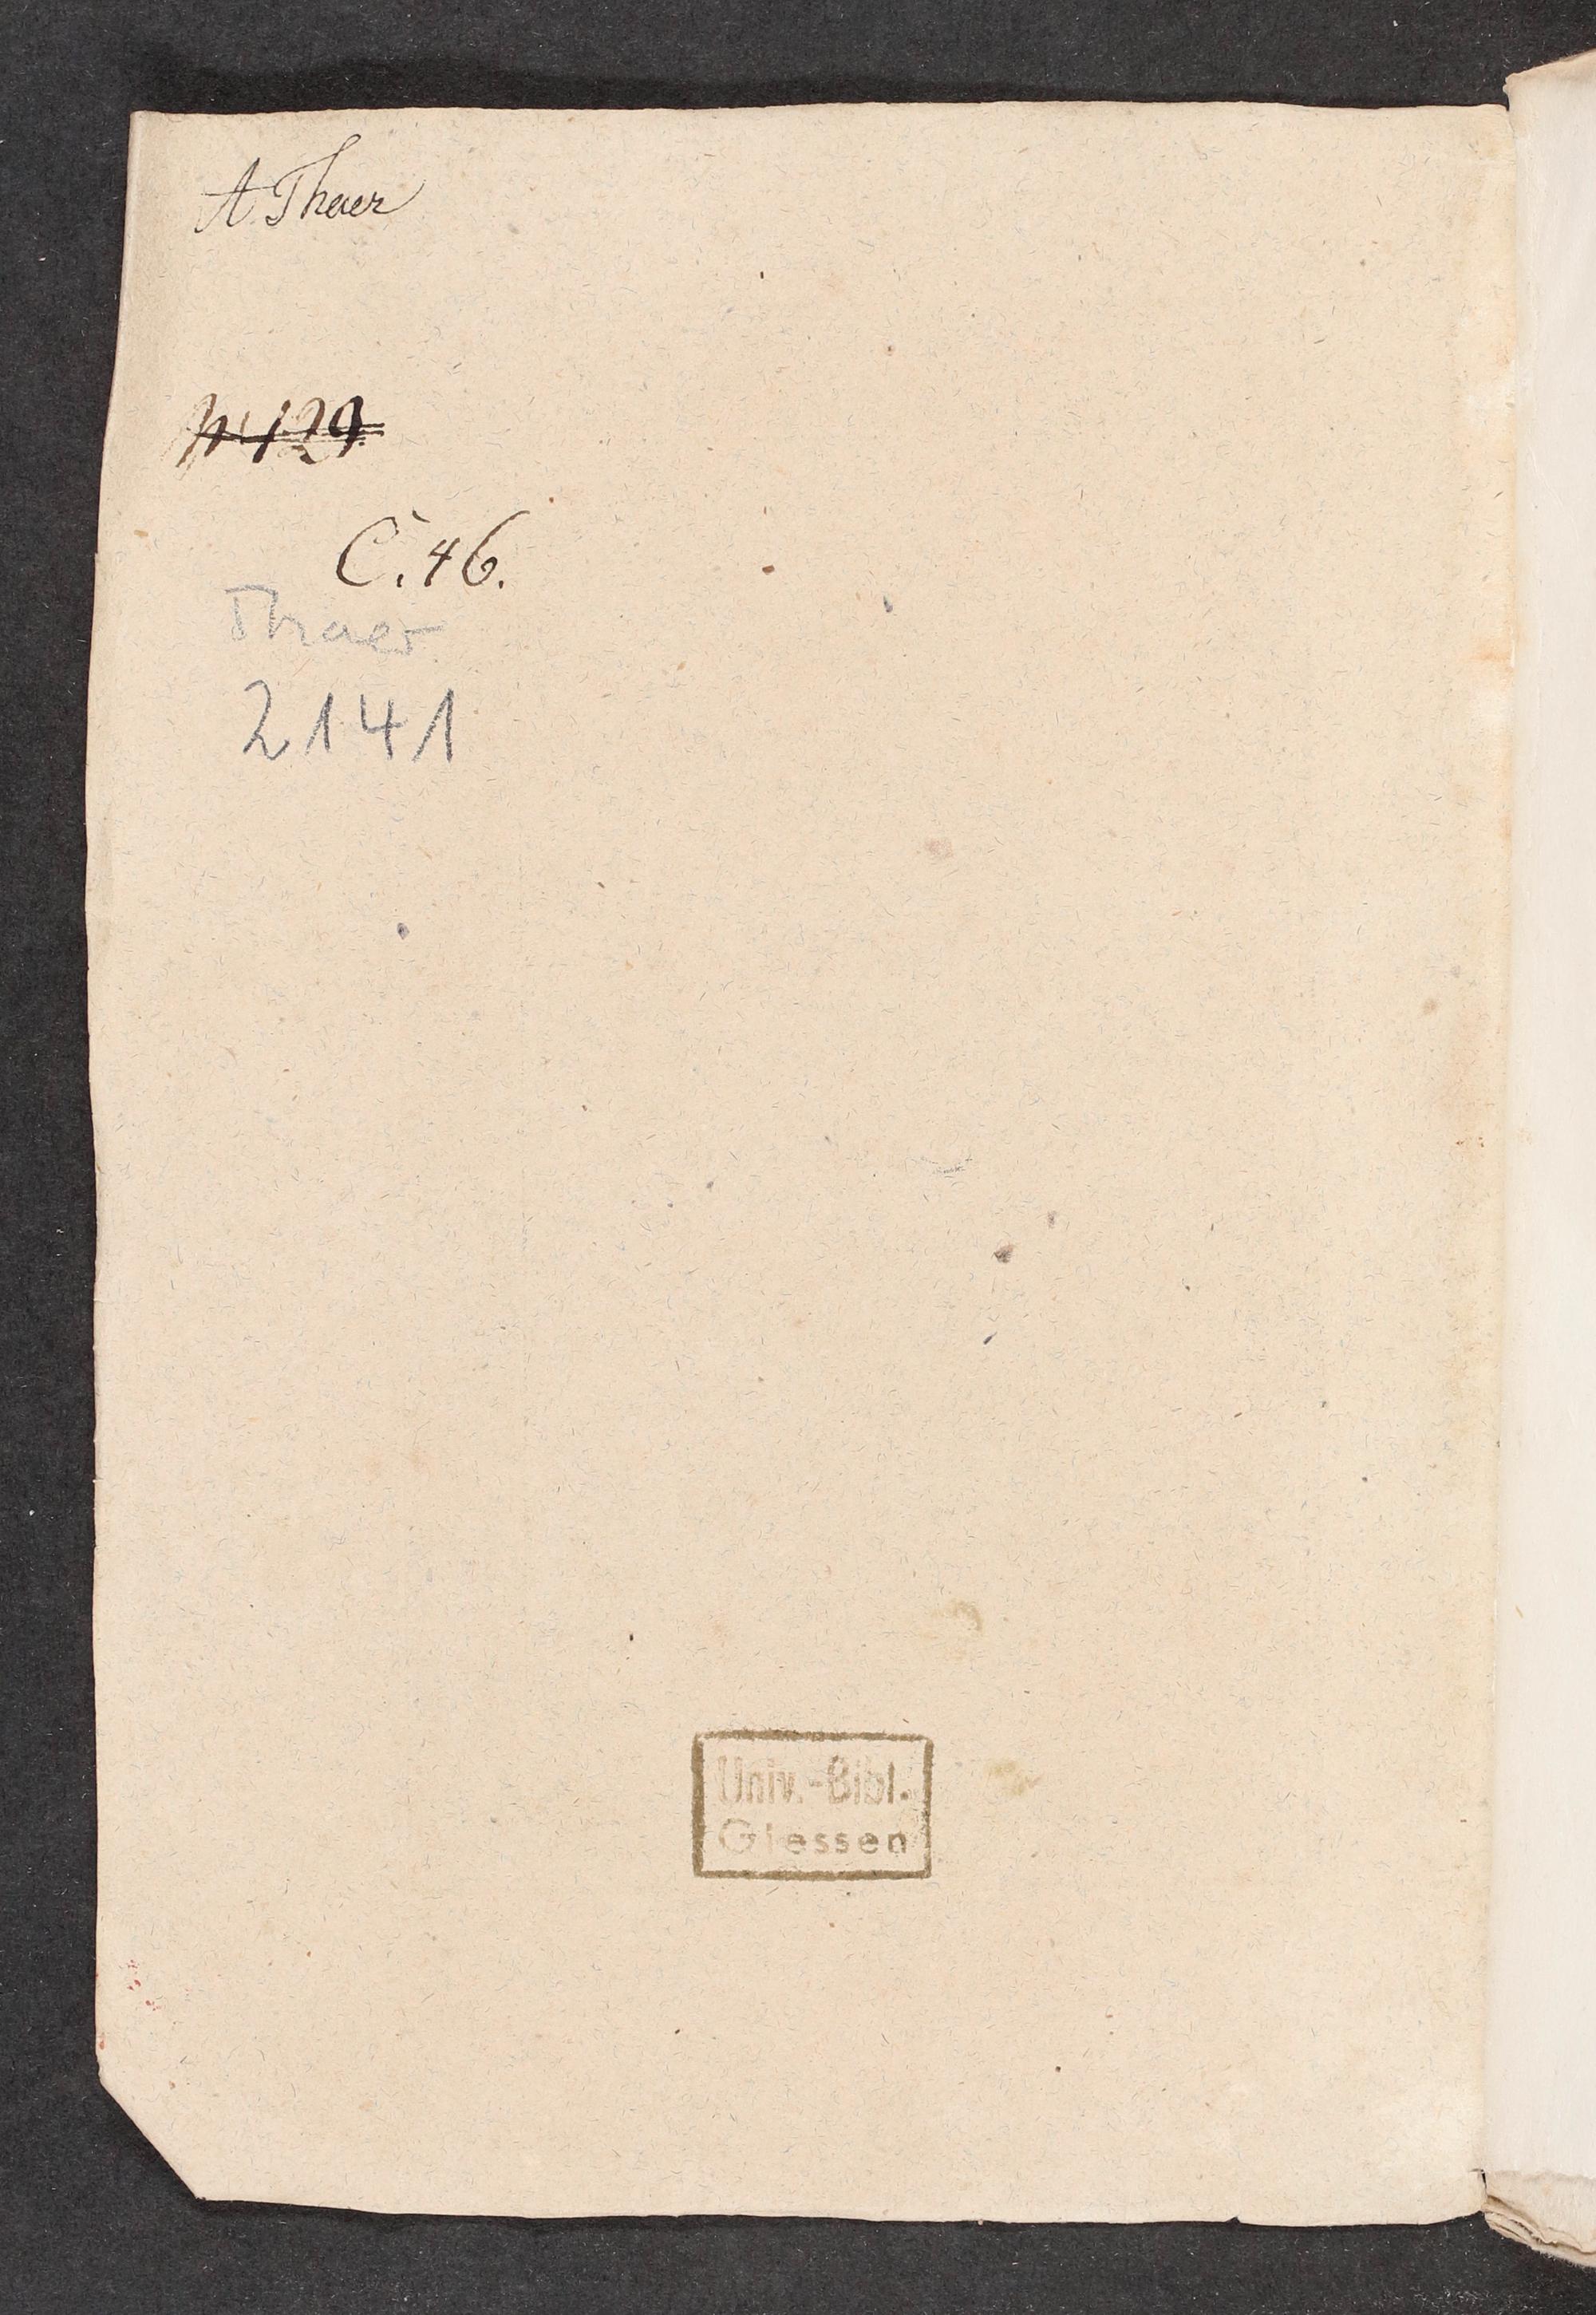 A. Thaer
129
C. 46.
Thaer
2141
Univ.-Bibl.
Giessen